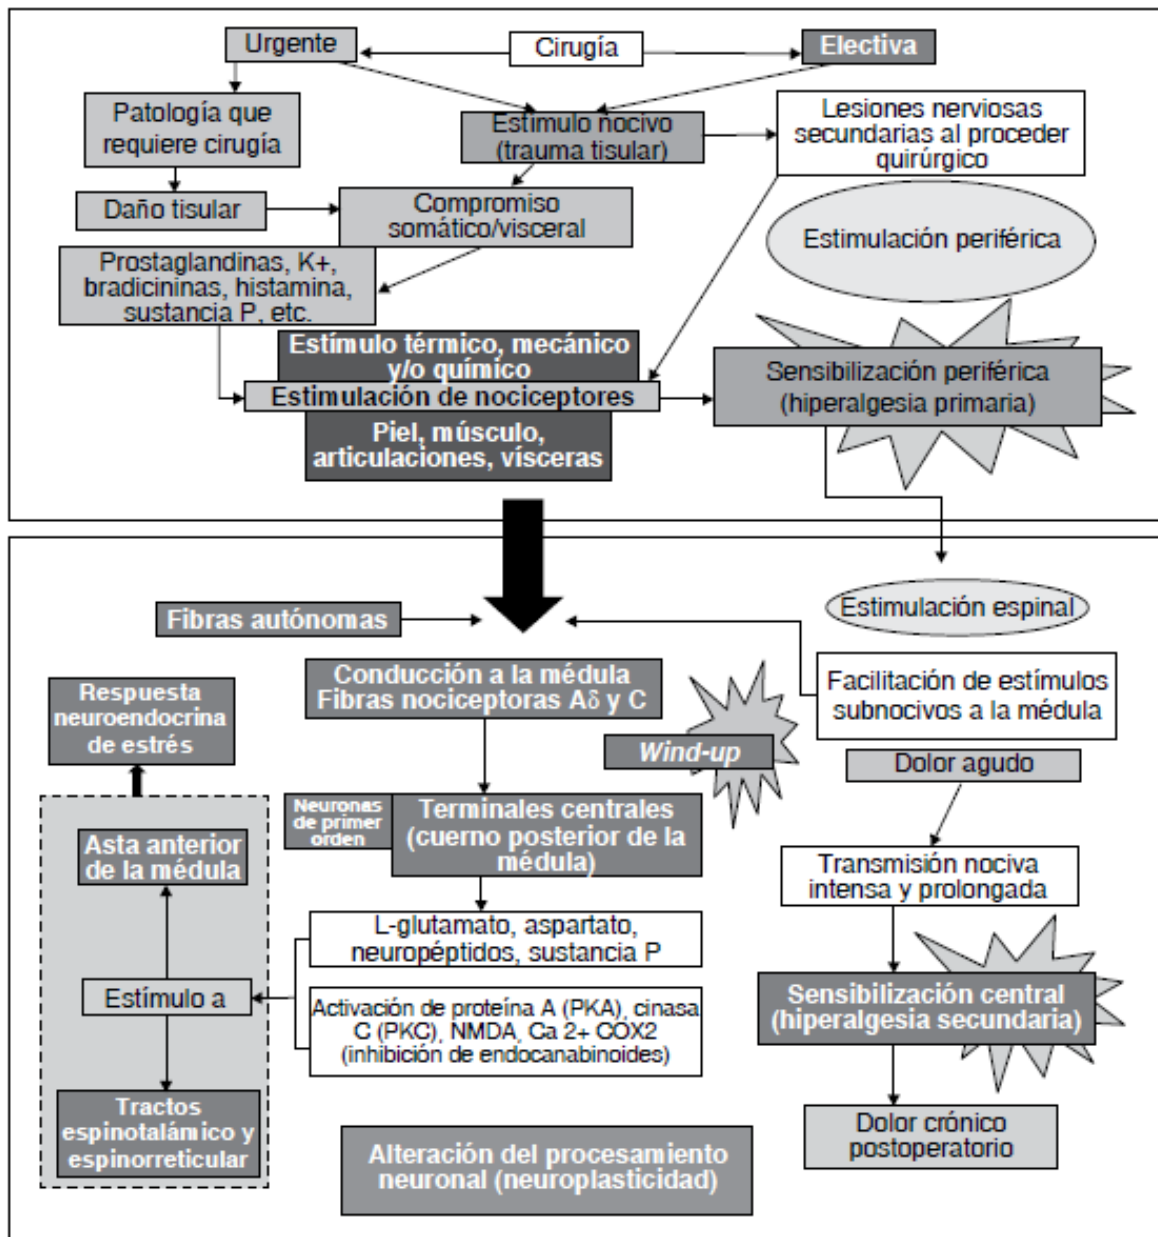 Urgente
Cirugía
Electiva
Patología que
requiere cirugía
Estímulo nocivo
(trauma tisular)
Lesiones nerviosas
secundarias al proceder
quirúrgico
Daño tisular
Compromiso
somático/visceral
Estimulación periférica
Prostaglandinas, K+,
bradicininas, histamina,
sustancia P, etc.
Estímulo térmico, mecánico
y/o químico
Estimulación de nociceptores
Piel, músculo,
articulaciones, vísceras
Sensibilización periférica
(hiperalgesia primaria)
Fibras autónomas
Estimulación espinal
Conducción a la médula
Fibras nociceptoras Aδ y C
Facilitación de estímulos
subnocivos a la médula
Respuesta
neuroendocrina
de estrés
Wind-up
Dolor agudo
Neuronas
de primer
orden
Terminales centrales
(cuerno posterior de la
médula)
Asta anterior
de la médula
Transmisión nociva
intensa y prolongada
L-glutamato, aspartato,
neuropéptidos, sustancia P
Estímulo a
Activación de proteína A (PKA), cinasa
C (PKC), NMDA, Ca 2+ COX2
(inhibición de endocanabinoides)
Sensibilización central
(hiperalgesia secundaria)
Tractos
espinotalámico y
espinorreticular
Dolor crónico
postoperatorio
Alteración del procesamiento
neuronal (neuroplasticidad)